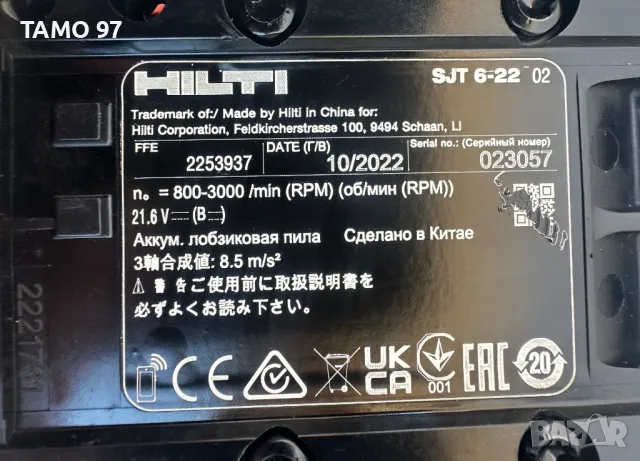 TAMO 97
HILTI
SJT 6-22 02
Trademark of:/ Made by Hilti in China for:
Hilti Corporation, Feldkircherstrasse 100, 9494 Schaan, LI
FFE
2253937
DATE (Г/В)
10/2022
Serial no.: (Серийный номер)
023057
n₀ = 800-3000 /min (RPM) (об/мин (RPM))
21.6 V (B)
Аккум. лобзиковая пила Сделано в Китае
3軸合成値: 8.5 m/s²
警告ご使用前に取扱説明書を
必ずよくお読み下さい。
CE
UK
CA
001
EAC
20
222173
BAZAR